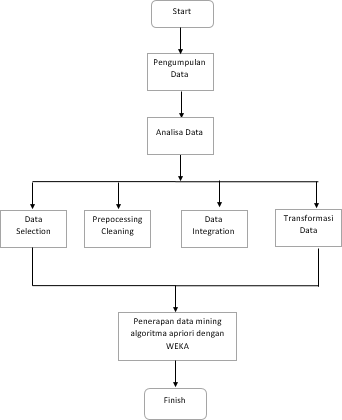 Start
Pengumpulan
Data
Analisa Data
Data
Selection
Prepocessing
Cleaning
Data
Integration
Transformasi
Data
Penerapan data mining
algoritma apriori dengan
WEKA
Finish